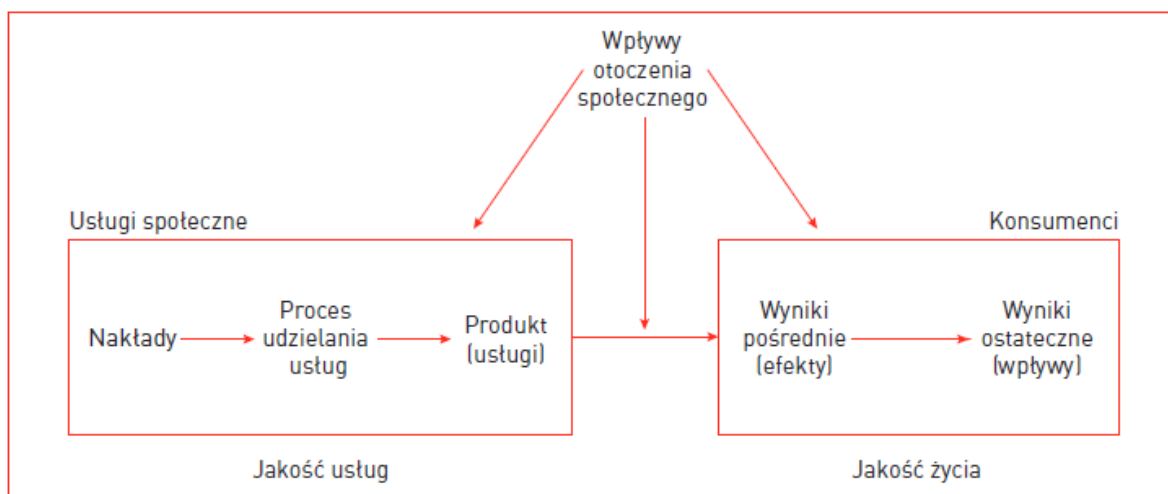 Wpływy
otoczenia
społecznego
Usługi społeczne
Konsumenci
Nakłady
Proces
udzielania
usług
Produkt
(usługi)
Wyniki
pośrednie
(efekty)
Wyniki
ostateczne
(wpływy)
Jakość usług
Jakość życia